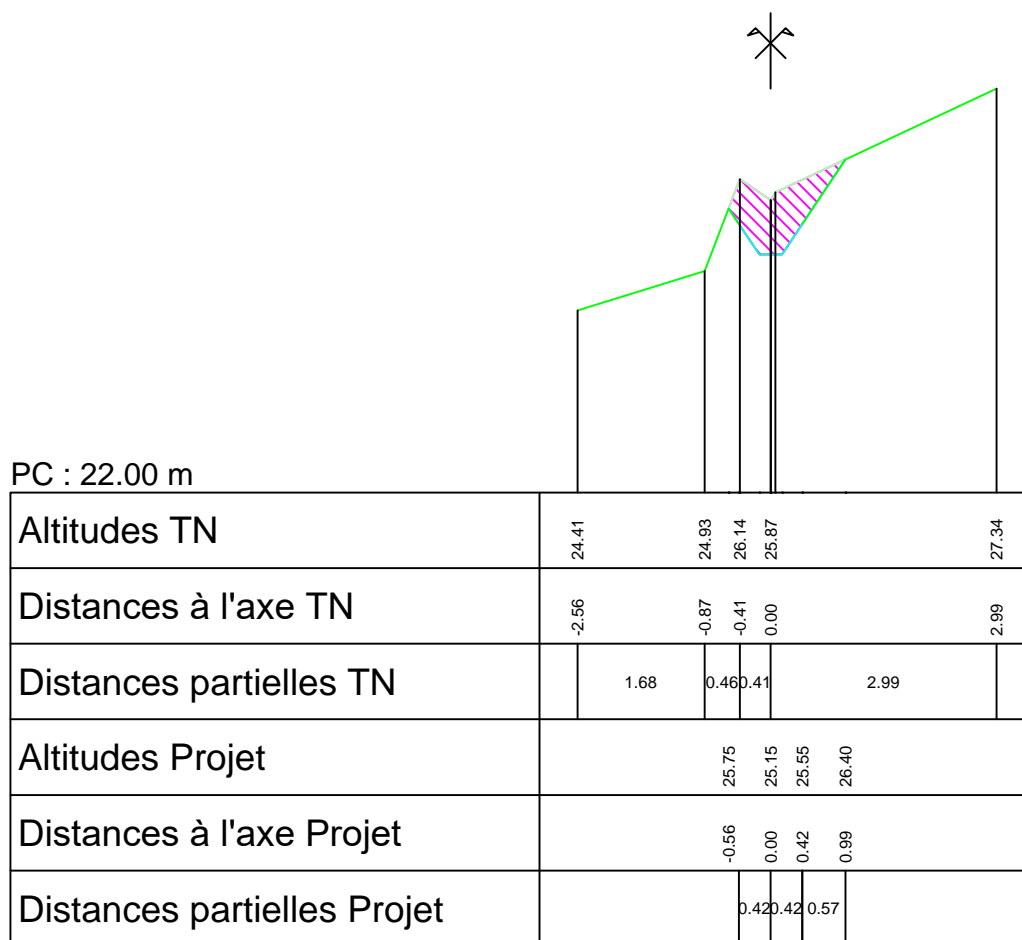 PC : 22.00 m
Altitudes TN 24.41 24.93 26.14 25.87 27.34
Distances à l'axe TN -2.56 -0.87 -0.41 0.00 2.99
Distances partielles TN 1.68 0.46 0.41 2.99
Altitudes Projet 25.75 25.15 25.55 26.40
Distances à l'axe Projet -0.56 0.00 0.42 0.99
Distances partielles Projet 0.42 0.42 0.57